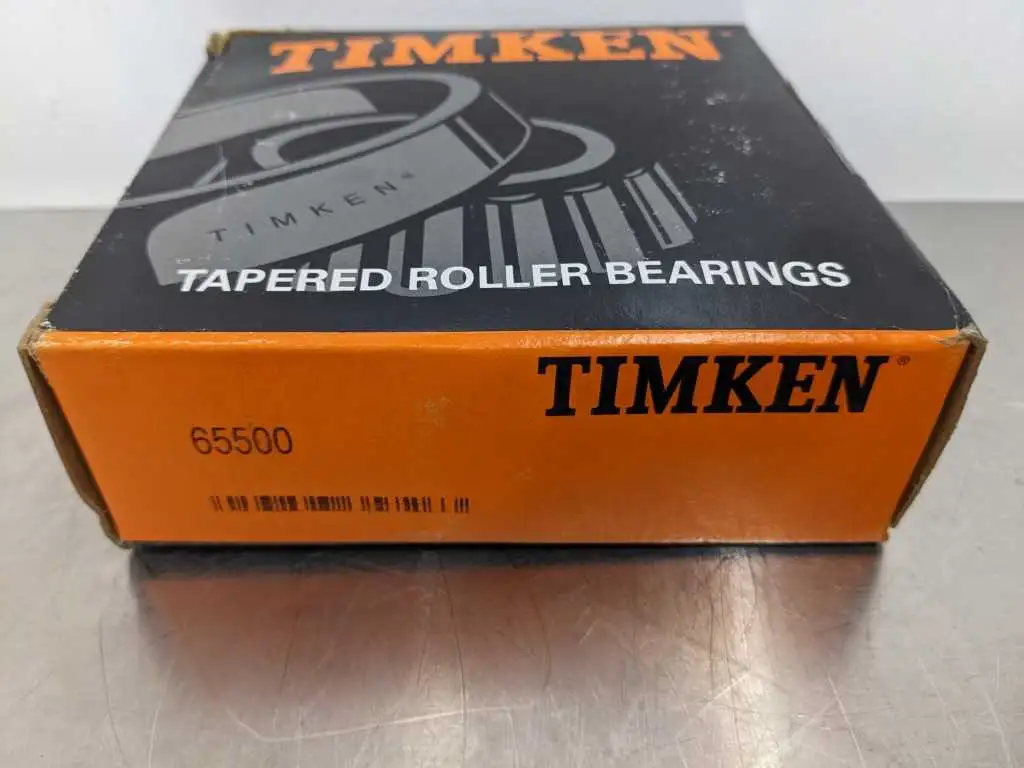 TIMKEN
TIMKEN®
TAPERED ROLLER BEARINGS
TIMKEN®
65500